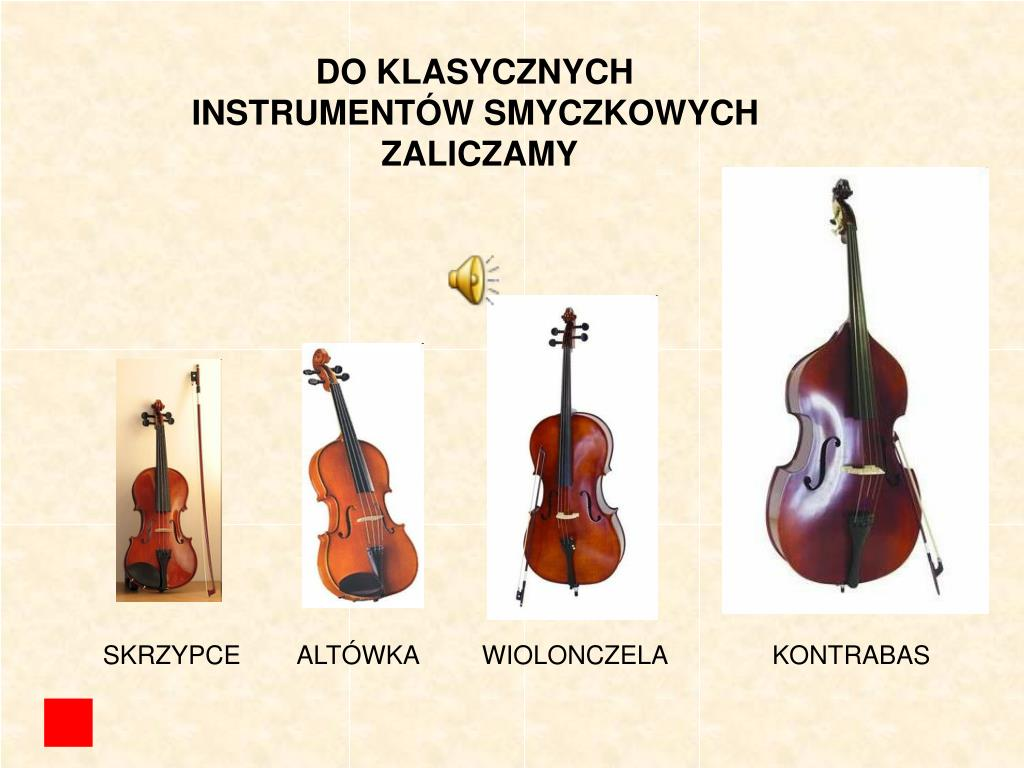 DO KLASYCZNYCH
INSTRUMENTÓW SMYCZKOWYCH
ZALICZAMY
SKRZYPCE ALTÓWKA WIOLONCZELA KONTRABAS